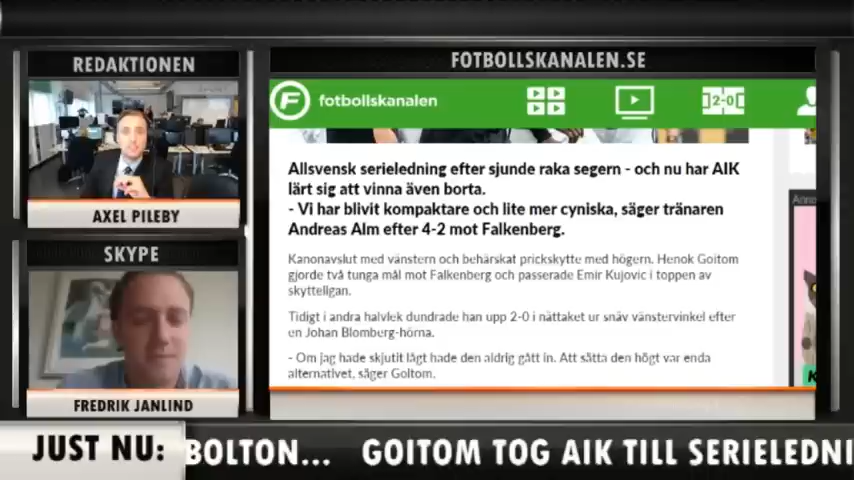 REDAKTIONEN
AXEL PILEBY
SKYPE
FREDRIK JANLIND
FOTBOLLSKANALEN.SE
F fotbollskanalen
2-0
Allsvensk serieledning efter sjunde raka segern - och nu har AIK
lärt sig att vinna även borta.
- Vi har blivit kompaktare och lite mer cyniska, säger tränaren
Andreas Alm efter 4-2 mot Falkenberg.
Kanonavslut med vänstern och behärskat prickskytte med högern. Henok Goitom
gjorde två tunga mål mot Falkenberg och passerade Emir Kujovic i toppen av
skytteligan.
Tidigt i andra halvlek dundrade han upp 2-0 i nättaket ur snäv vänstervinkel efter
en Johan Blomberg-hörna.
- Om jag hade skjutit lågt hade den aldrig gått in. Att sätta den högt var enda
alternativet, säger Goitom.
Anno
K
JUST NU: BOLTON... GOITOM TOG AIK TILL SERIELEDNI